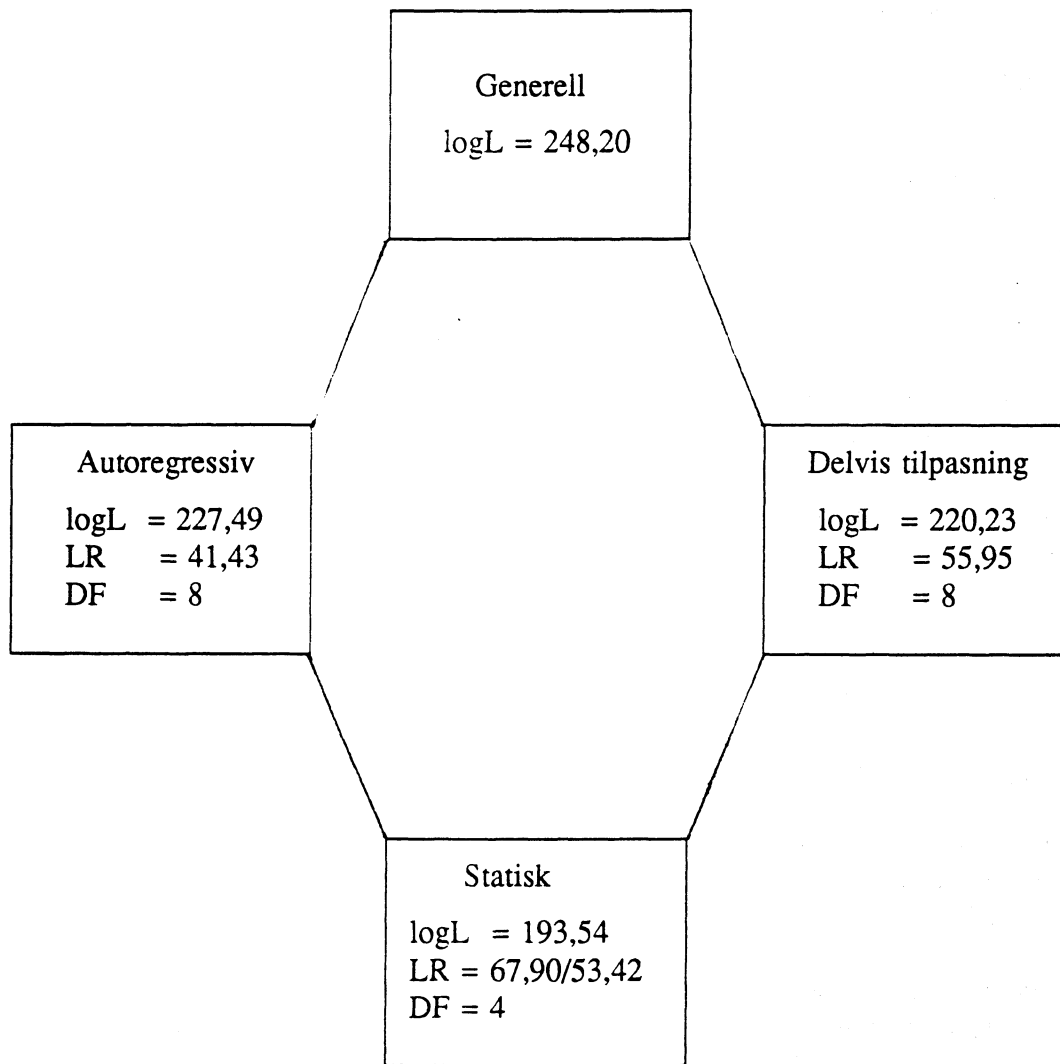 Generell
logL = 248,20
Autoregressiv
logL = 227,49
LR = 41,43
DF = 8
Delvis tilpasning
logL = 220,23
LR = 55,95
DF = 8
Statisk
logL = 193,54
LR = 67,90/53,42
DF = 4